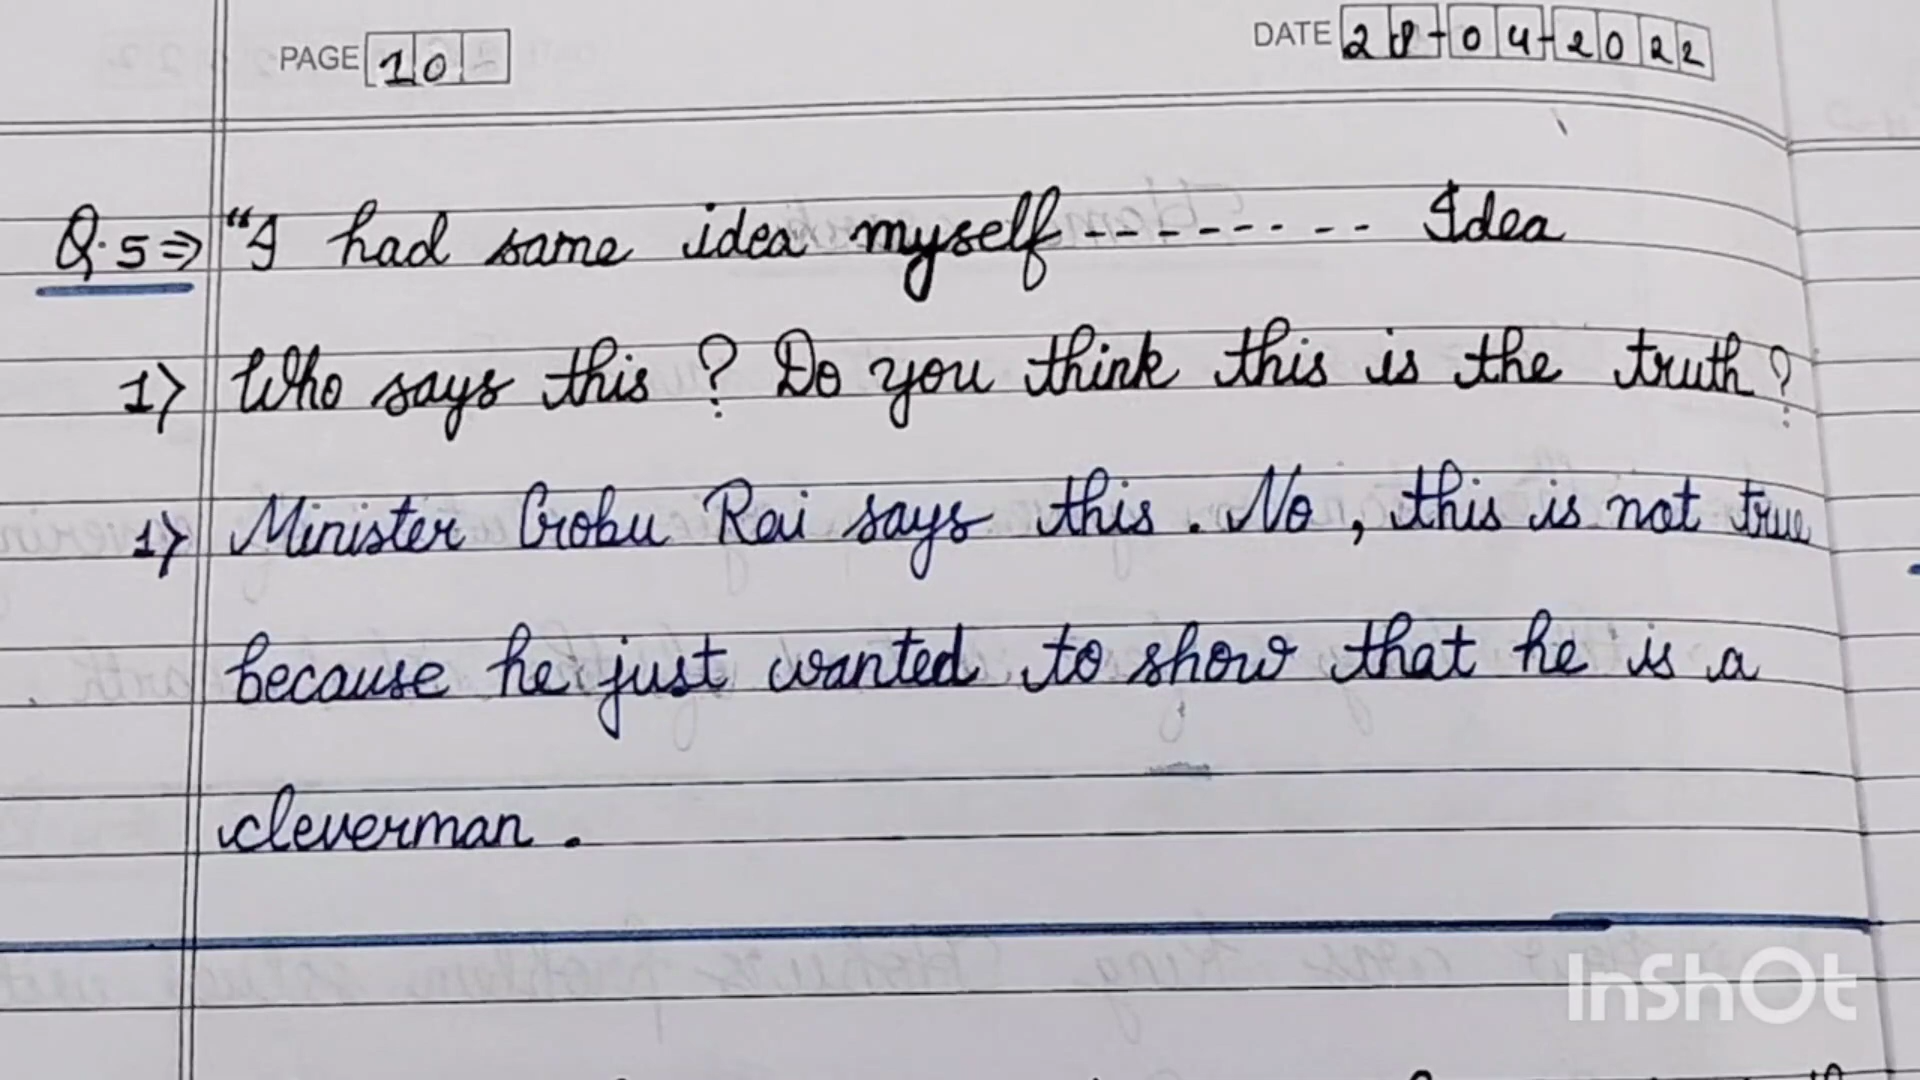 PAGE 10
DATE 28-04-2022
Q.5⇒ "I had same idea myself -------- Idea
1) Who says this? Do you think this is the truth?
1) Minister Gobu Rai says this. No, this is not true
because he just wanted to show that he is a
cleverman.
InShOt